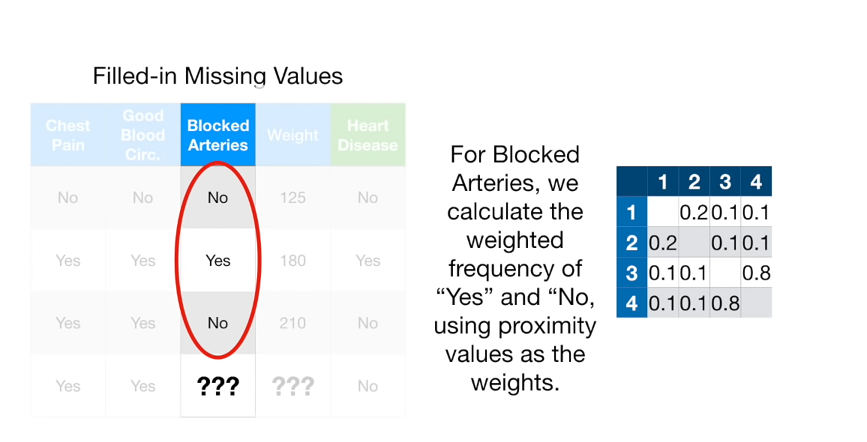 Filled-in Missing Values
Chest Pain Good Blood Circ. Blocked Arteries Weight Heart Disease
No No No 125 No
Yes Yes Yes 180 Yes
Yes Yes No 210 No
Yes Yes ??? ??? No
For Blocked
Arteries, we
calculate the
weighted
frequency of
“Yes” and “No,
using proximity
values as the
weights.
1 2 3 4
1 0.2 0.1 0.1
2 0.2 0.1 0.1
3 0.1 0.1 0.8
4 0.1 0.1 0.8